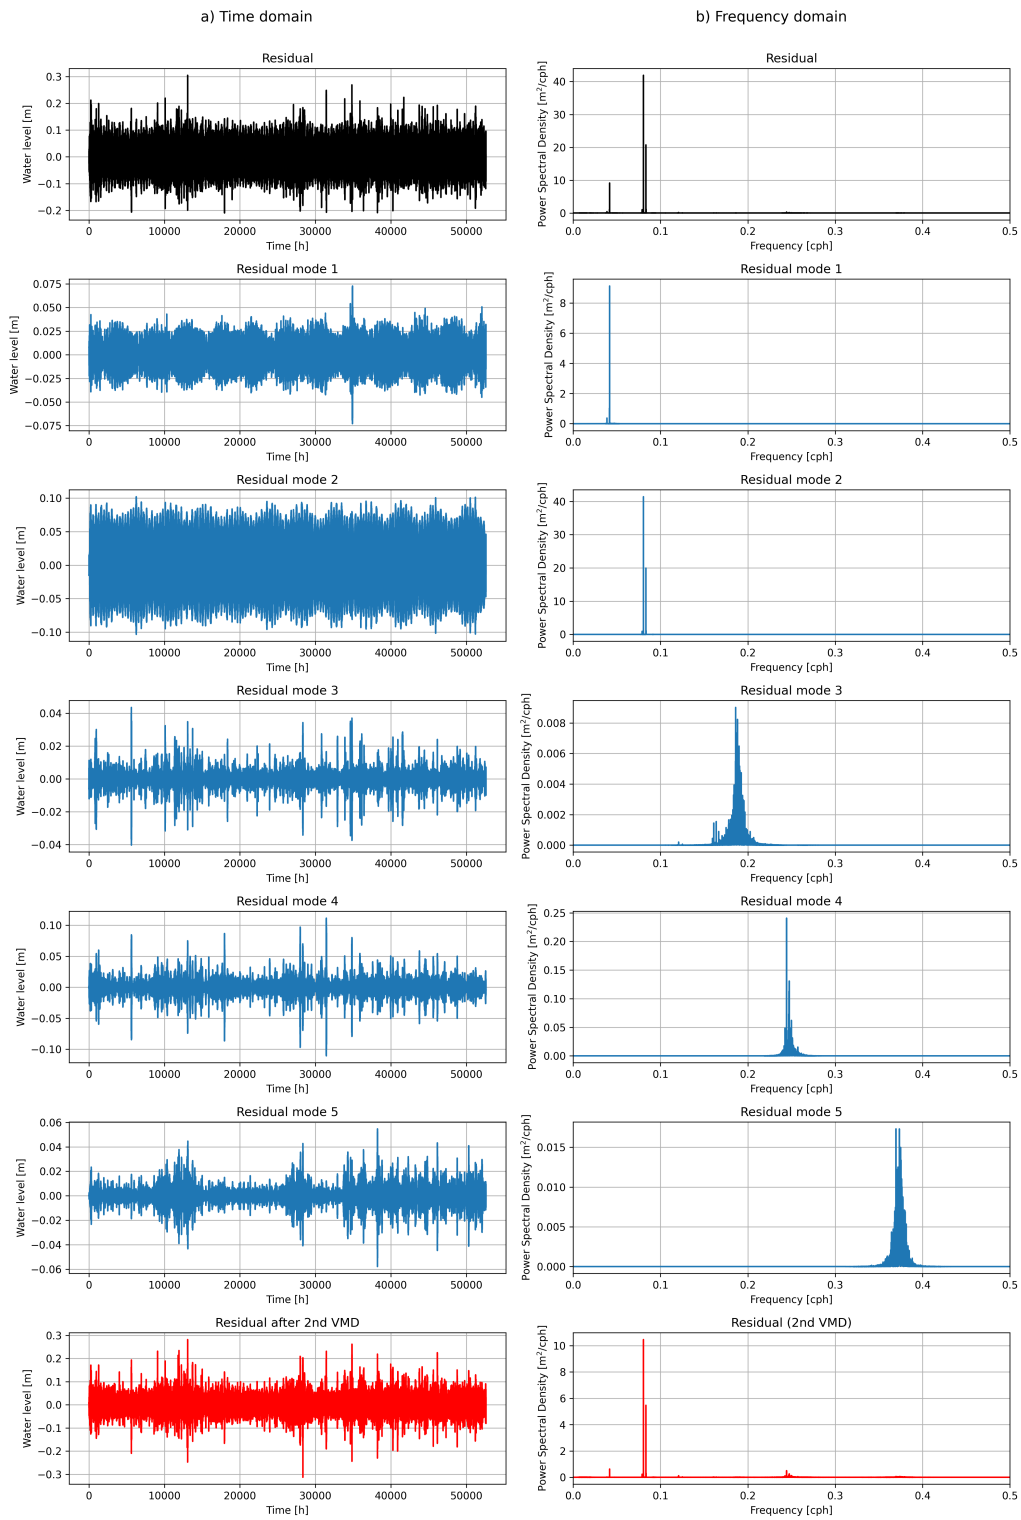 a) Time domain
b) Frequency domain
Residual
Water level [m]
0.3
0.2
0.1
0.0
−0.1
−0.2
0 10000 20000 30000 40000 50000
Time [h]
Residual
Power Spectral Density [m²/cph]
40
30
20
10
0
0.0 0.1 0.2 0.3 0.4 0.5
Frequency [cph]
Residual mode 1
Water level [m]
0.075
0.050
0.025
0.000
−0.025
−0.050
−0.075
0 10000 20000 30000 40000 50000
Time [h]
Residual mode 1
Power Spectral Density [m²/cph]
8
6
4
2
0
0.0 0.1 0.2 0.3 0.4 0.5
Frequency [cph]
Residual mode 2
Water level [m]
0.10
0.05
0.00
−0.05
−0.10
0 10000 20000 30000 40000 50000
Time [h]
Residual mode 2
Power Spectral Density [m²/cph]
40
30
20
10
0
0.0 0.1 0.2 0.3 0.4 0.5
Frequency [cph]
Residual mode 3
Water level [m]
0.04
0.02
0.00
−0.02
−0.04
0 10000 20000 30000 40000 50000
Time [h]
Residual mode 3
Power Spectral Density [m²/cph]
0.008
0.006
0.004
0.002
0.000
0.0 0.1 0.2 0.3 0.4 0.5
Frequency [cph]
Residual mode 4
Water level [m]
0.10
0.05
0.00
−0.05
−0.10
0 10000 20000 30000 40000 50000
Time [h]
Residual mode 4
Power Spectral Density [m²/cph]
0.25
0.20
0.15
0.10
0.05
0.00
0.0 0.1 0.2 0.3 0.4 0.5
Frequency [cph]
Residual mode 5
Water level [m]
0.06
0.04
0.02
0.00
−0.02
−0.04
−0.06
0 10000 20000 30000 40000 50000
Time [h]
Residual mode 5
Power Spectral Density [m²/cph]
0.015
0.010
0.005
0.000
0.0 0.1 0.2 0.3 0.4 0.5
Frequency [cph]
Residual after 2nd VMD
Water level [m]
0.3
0.2
0.1
0.0
−0.1
−0.2
−0.3
0 10000 20000 30000 40000 50000
Time [h]
Residual (2nd VMD)
Power Spectral Density [m²/cph]
10
8
6
4
2
0
0.0 0.1 0.2 0.3 0.4 0.5
Frequency [cph]